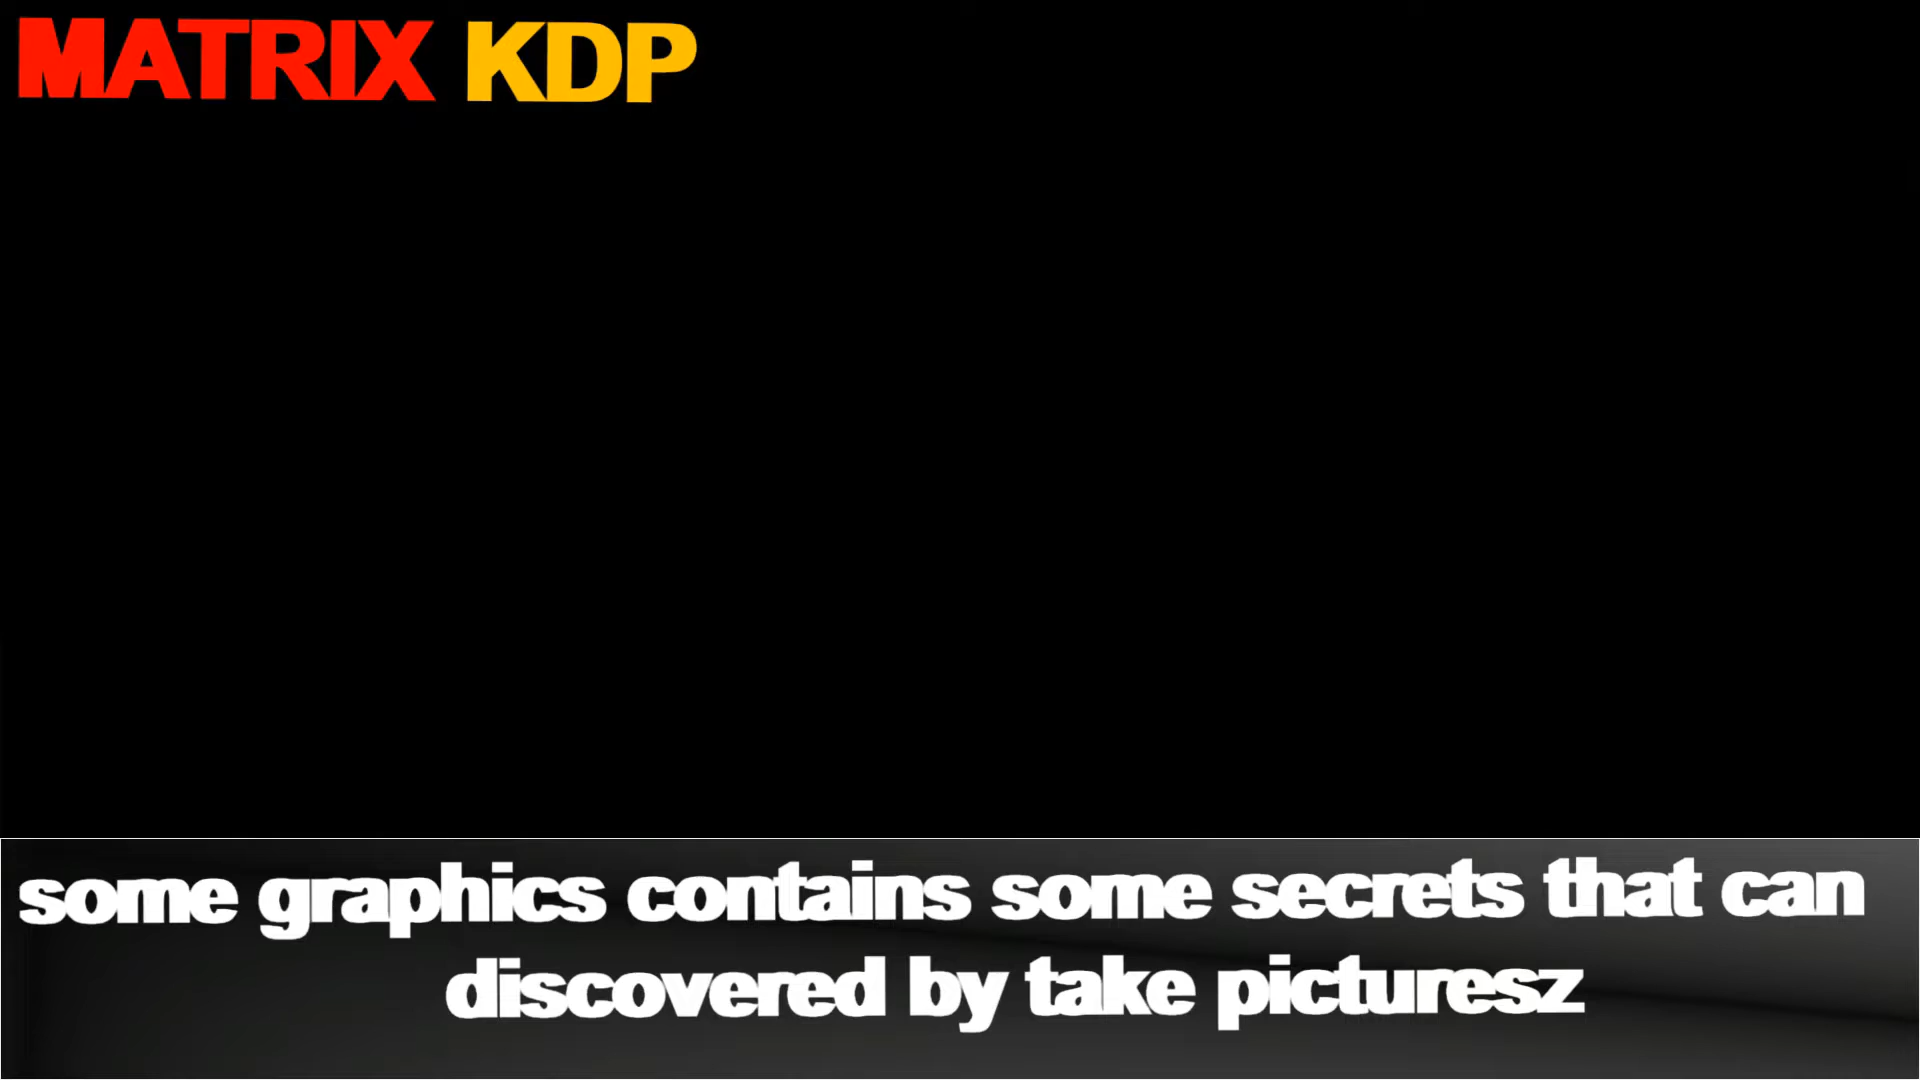 MATRIX KDP
some graphics contains some secrets that can
discovered by take picturesz